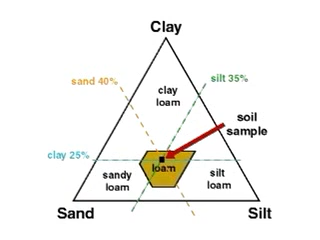 Clay
sand 40%
silt 35%
clay
loam
soil
sample
clay 25%
loam
sandy
loam
silt
loam
Sand
Silt